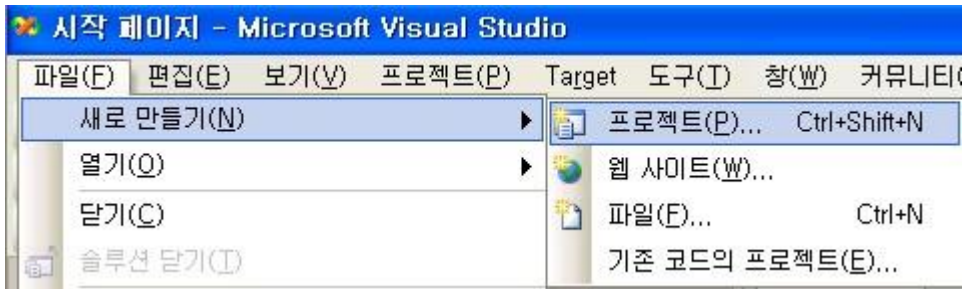 시작 페이지 - Microsoft Visual Studio
파일(F) 편집(E) 보기(V) 프로젝트(P) Target 도구(T) 창(W) 커뮤니티(
새로 만들기(N)
열기(O)
닫기(C)
솔루션 닫기(T)
프로젝트(P)... Ctrl+Shift+N
웹 사이트(W)...
파일(F)... Ctrl+N
기존 코드의 프로젝트(E)...